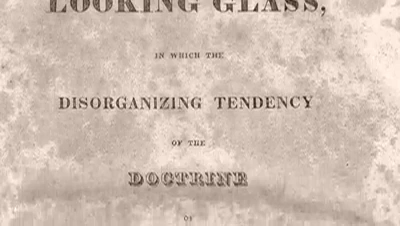 LOOKING GLASS,
IN WHICH THE
DISORGANIZING TENDENCY
OF THE
DOCTRINE
OF